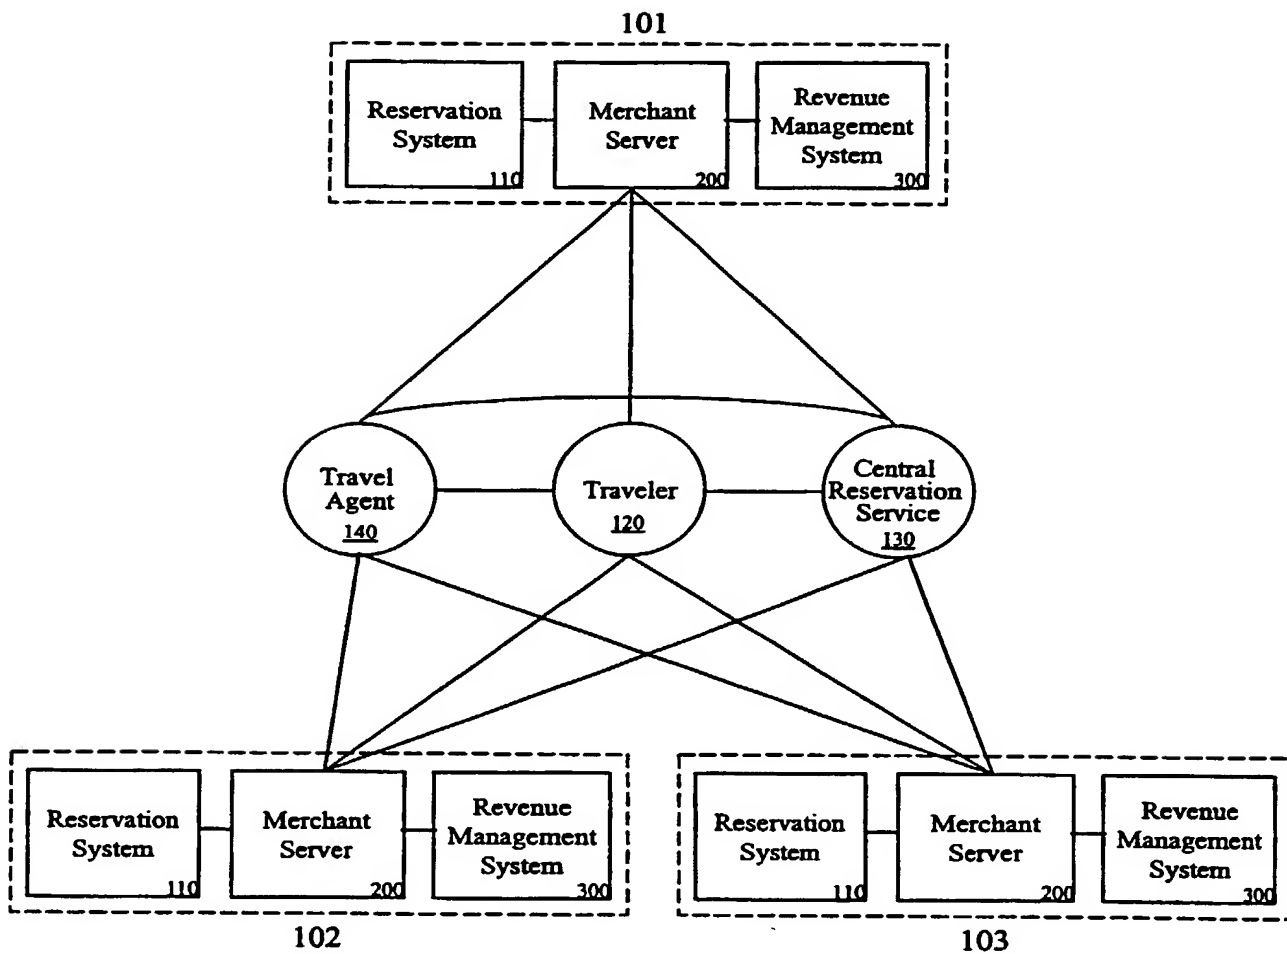 101
Reservation
System
110
Merchant
Server
200
Revenue
Management
System
300
Travel
Agent
140
Traveler
120
Central
Reservation
Service
130
Reservation
System
110
Merchant
Server
200
Revenue
Management
System
300
102
Reservation
System
110
Merchant
Server
200
Revenue
Management
System
300
103